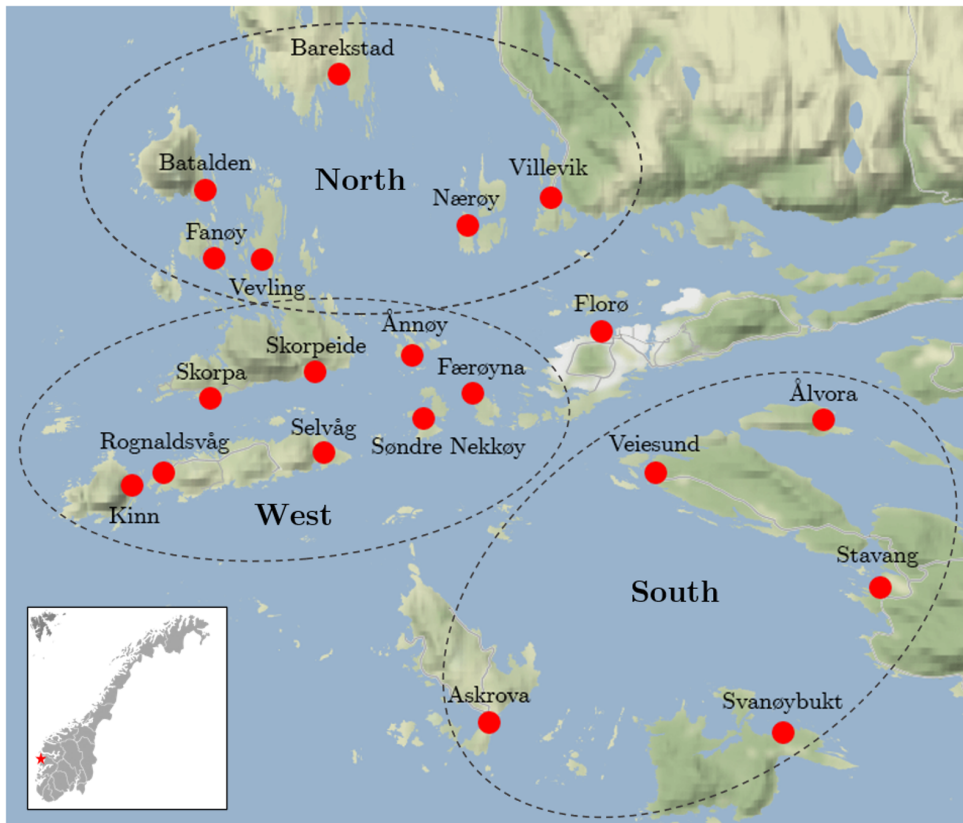 Barekstad
Batalden
North
Villevik
Nærøy
Fanøy
Vevling
Florø
Ånnøy
Skorpeide
Skorpa
Færøyna
Ålvora
Rognaldsvåg
Selvåg
Søndre Nekkøy
Veiesund
Kinn
West
Stavang
South
Askrova
Svanøybukt